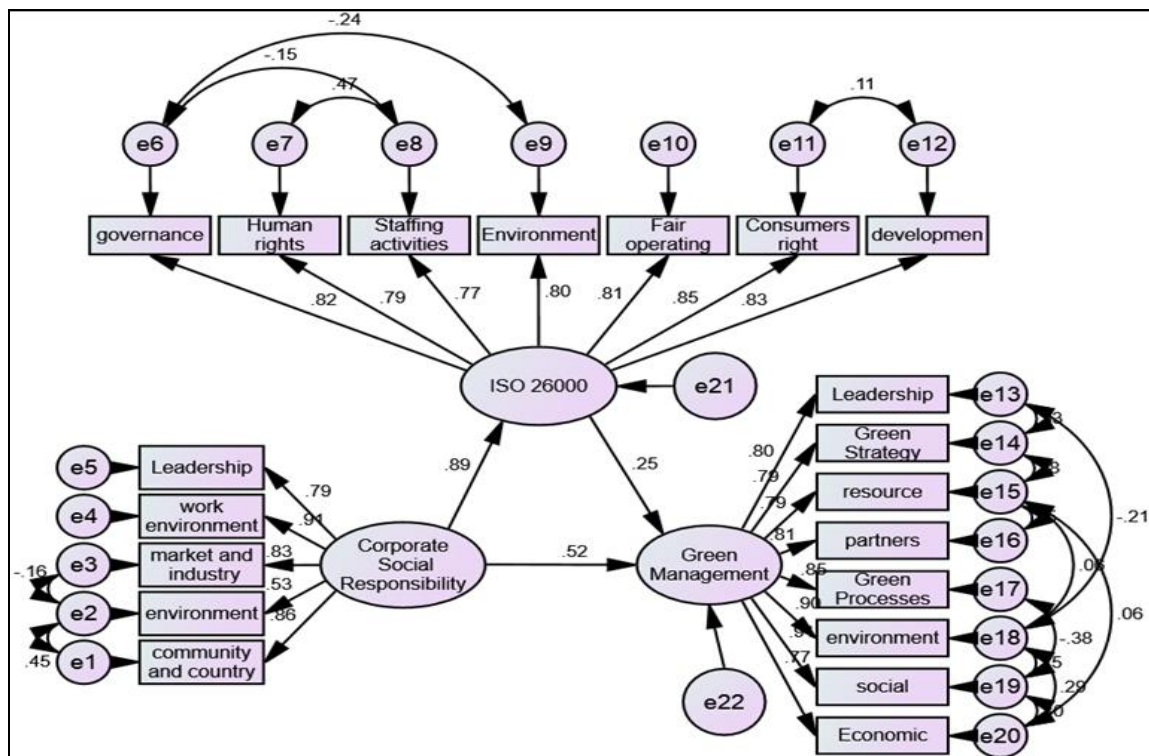 -.24
-.15
.47
.11
e6
e7
e8
e9
e10
e11
e12
governance
Human
rights
Staffing
activities
Environment
Fair
operating
Consumers
right
developmen
.82
.79
.77
.80
.81
.85
.83
ISO 26000
e21
.89
.25
.52
e5
Leadership
e4
work
environment
e3
market and
industry
-.16
e2
environment
e1
community
and country
.45
.79
.91
.83
.53
.86
Corporate
Social
Responsibility
Green
Management
e22
.80
.79
.79
.81
.85
.90
.77
Leadership
e13
Green
Strategy
e14
resource
e15
partners
e16
Green
Processes
e17
environment
e18
social
e19
Economic
e20
-.21
.06
-.38
.29